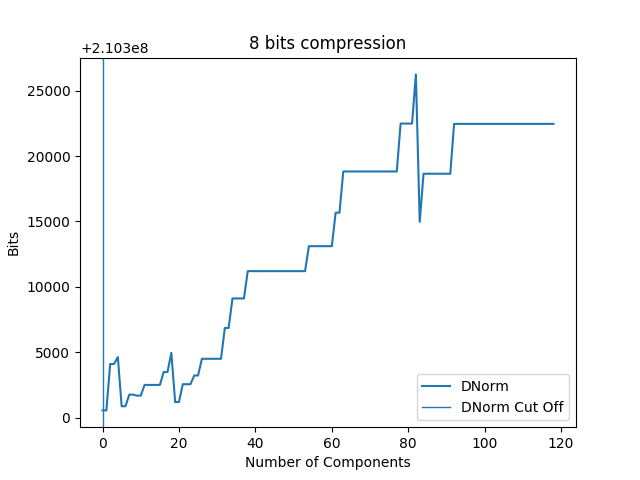 8 bits compression
+2.103e8
25000
20000
15000
10000
5000
0
Bits
0 20 40 60 80 100 120
Number of Components
DNorm
DNorm Cut Off